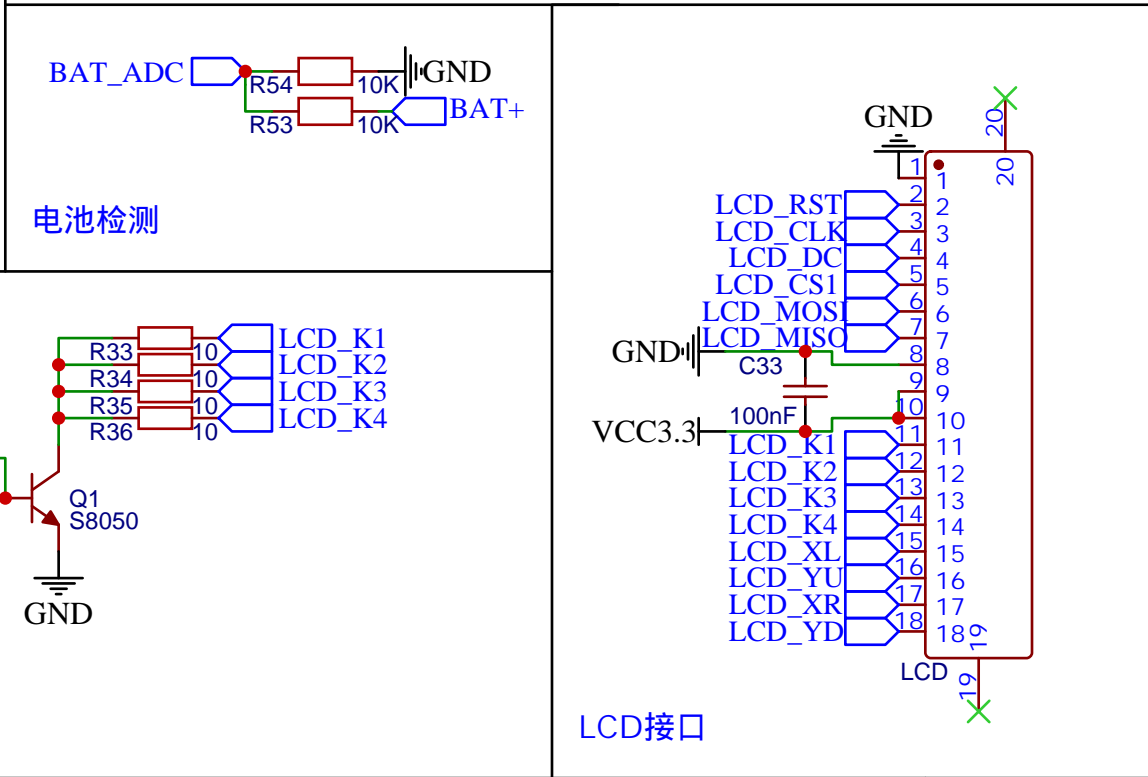 BAT_ADC
R54
10K
GND
R53
10K
BAT+
电池检测
R33
10
LCD_K1
R34
10
LCD_K2
R35
10
LCD_K3
R36
10
LCD_K4
Q1
S8050
GND
GND
20
20
1
1
LCD_RST
2
2
LCD_CLK
3
3
LCD_DC
4
4
LCD_CS1
5
5
LCD_MOSI
6
6
LCD_MISO
7
7
GND
C33
8
8
9
9
100nF
10
10
VCC3.3
LCD_K1
11
11
LCD_K2
12
12
LCD_K3
13
13
LCD_K4
14
14
LCD_XL
15
15
LCD_YU
16
16
LCD_XR
17
17
LCD_YD
18
18
19
LCD
19
LCD接口